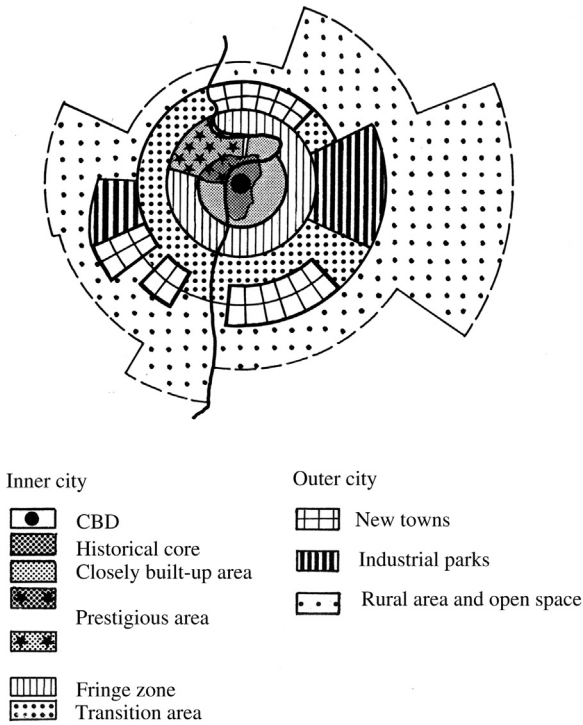 Inner city
CBD
Historical core
Closely built-up area
Prestigious area
Fringe zone
Transition area
Outer city
New towns
Industrial parks
Rural area and open space